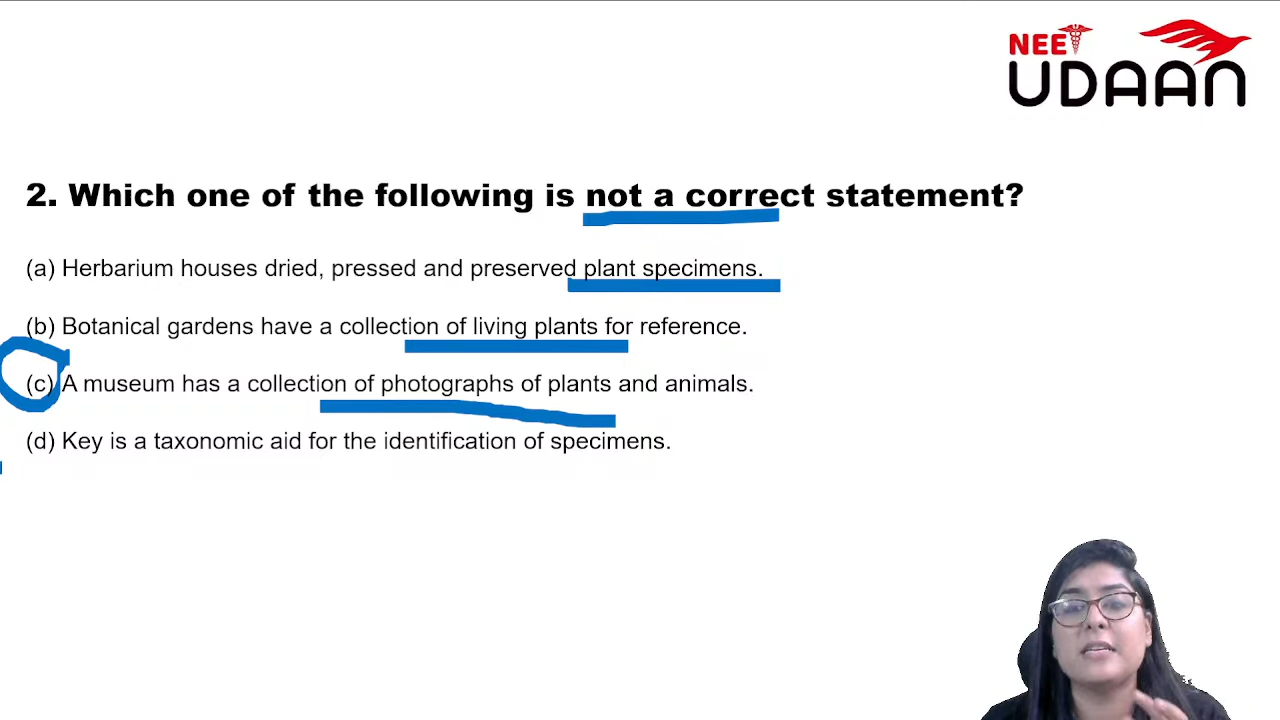 NEET
UDAAN
2. Which one of the following is not a correct statement?
(a) Herbarium houses dried, pressed and preserved plant specimens.
(b) Botanical gardens have a collection of living plants for reference.
(c) A museum has a collection of photographs of plants and animals.
(d) Key is a taxonomic aid for the identification of specimens.